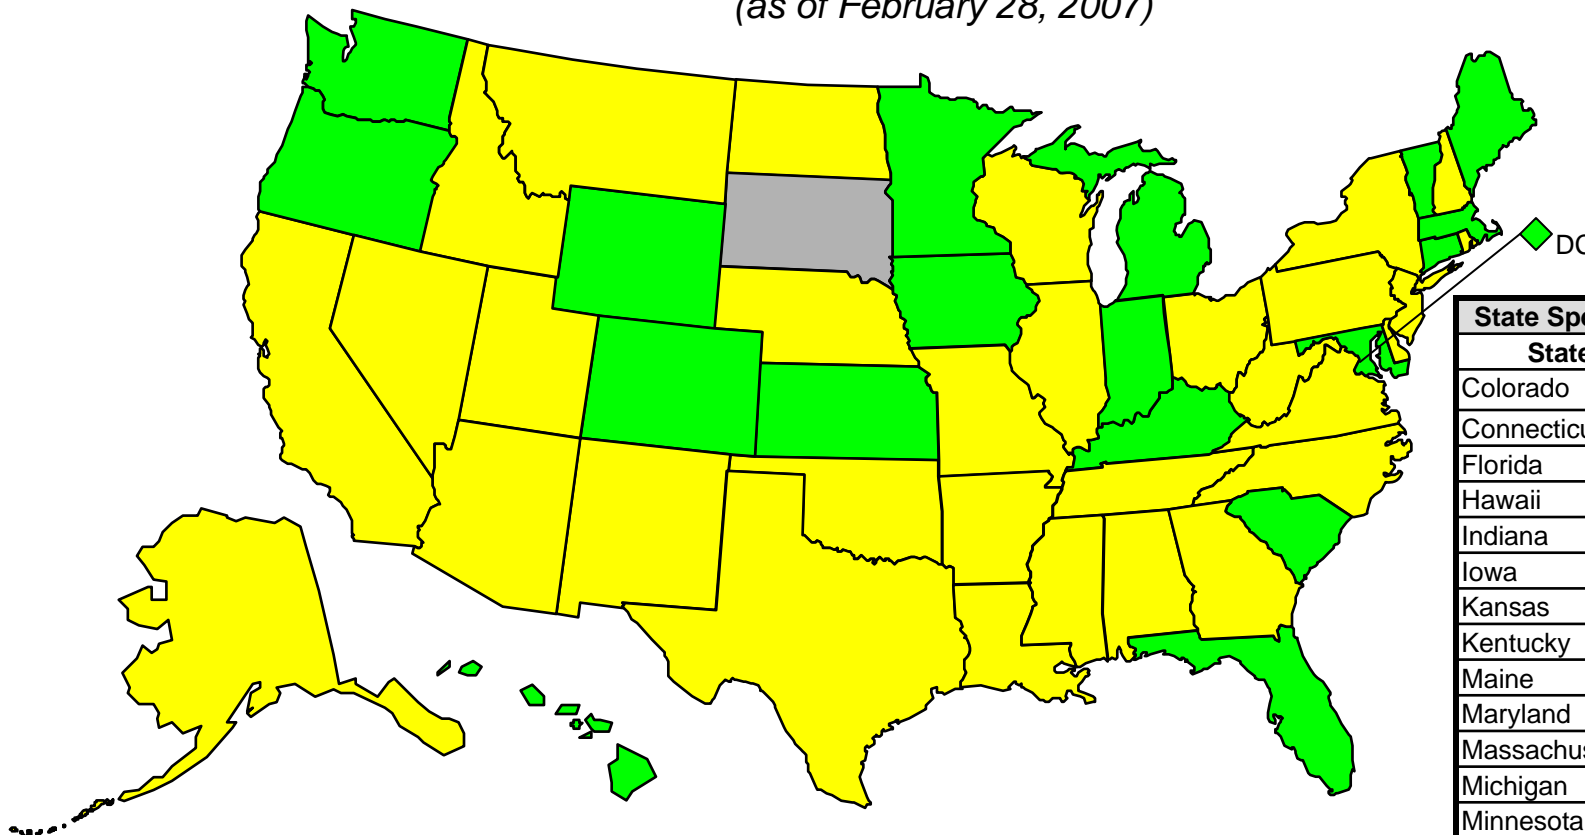 (as of February 28, 2007)
DC
State Spe
State
Colorado
Connecticu
Florida
Hawaii
Indiana
Iowa
Kansas
Kentucky
Maine
Maryland
Massachus
Michigan
Minnesota